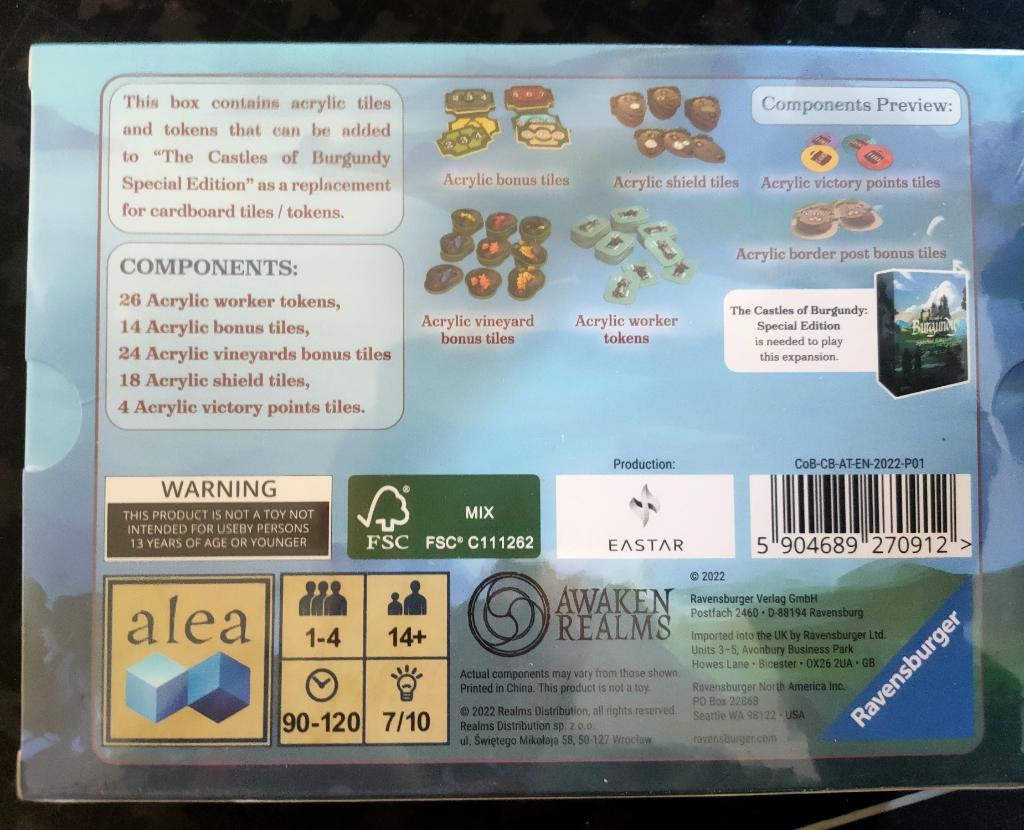 This box contains acrylic tiles
and tokens that can be added
to “The Castles of Burgundy
Special Edition” as a replacement
for cardboard tiles / tokens.
COMPONENTS:
26 Acrylic worker tokens,
14 Acrylic bonus tiles,
24 Acrylic vineyards bonus tiles
18 Acrylic shield tiles,
4 Acrylic victory points tiles.
Components Preview:
Acrylic bonus tiles
Acrylic shield tiles
Acrylic victory points tiles
Acrylic border post bonus tiles
Acrylic vineyard
bonus tiles
Acrylic worker
tokens
The Castles of Burgundy:
Special Edition
is needed to play
this expansion.
Burgundy
WARNING
THIS PRODUCT IS NOT A TOY NOT
INTENDED FOR USEBY PERSONS
13 YEARS OF AGE OR YOUNGER
FSC®
MIX
FSC® C111262
Production:
EASTAR
CoB-CB-AT-EN-2022-P01
5 904689 270912 >
alea
1-4
14+
90-120
7/10
AWAKEN
REALMS
Actual components may vary from those shown.
Printed in China. This product is not a toy.
© 2022 Realms Distribution, all rights reserved.
Realms Distribution sp. z o.o.
ul. Świętego Mikołaja 58, 50-127 Wrocław
© 2022
Ravensburger Verlag GmbH
Postfach 2460 • D-88194 Ravensburg
Imported into the UK by Ravensburger Ltd.
Units 3–5, Avonbury Business Park
Howes Lane • Bicester • OX26 2UA • GB
Ravensburger North America Inc.
PO Box 22868
Seattle WA 98122 • USA
ravensburger.com
Ravensburger